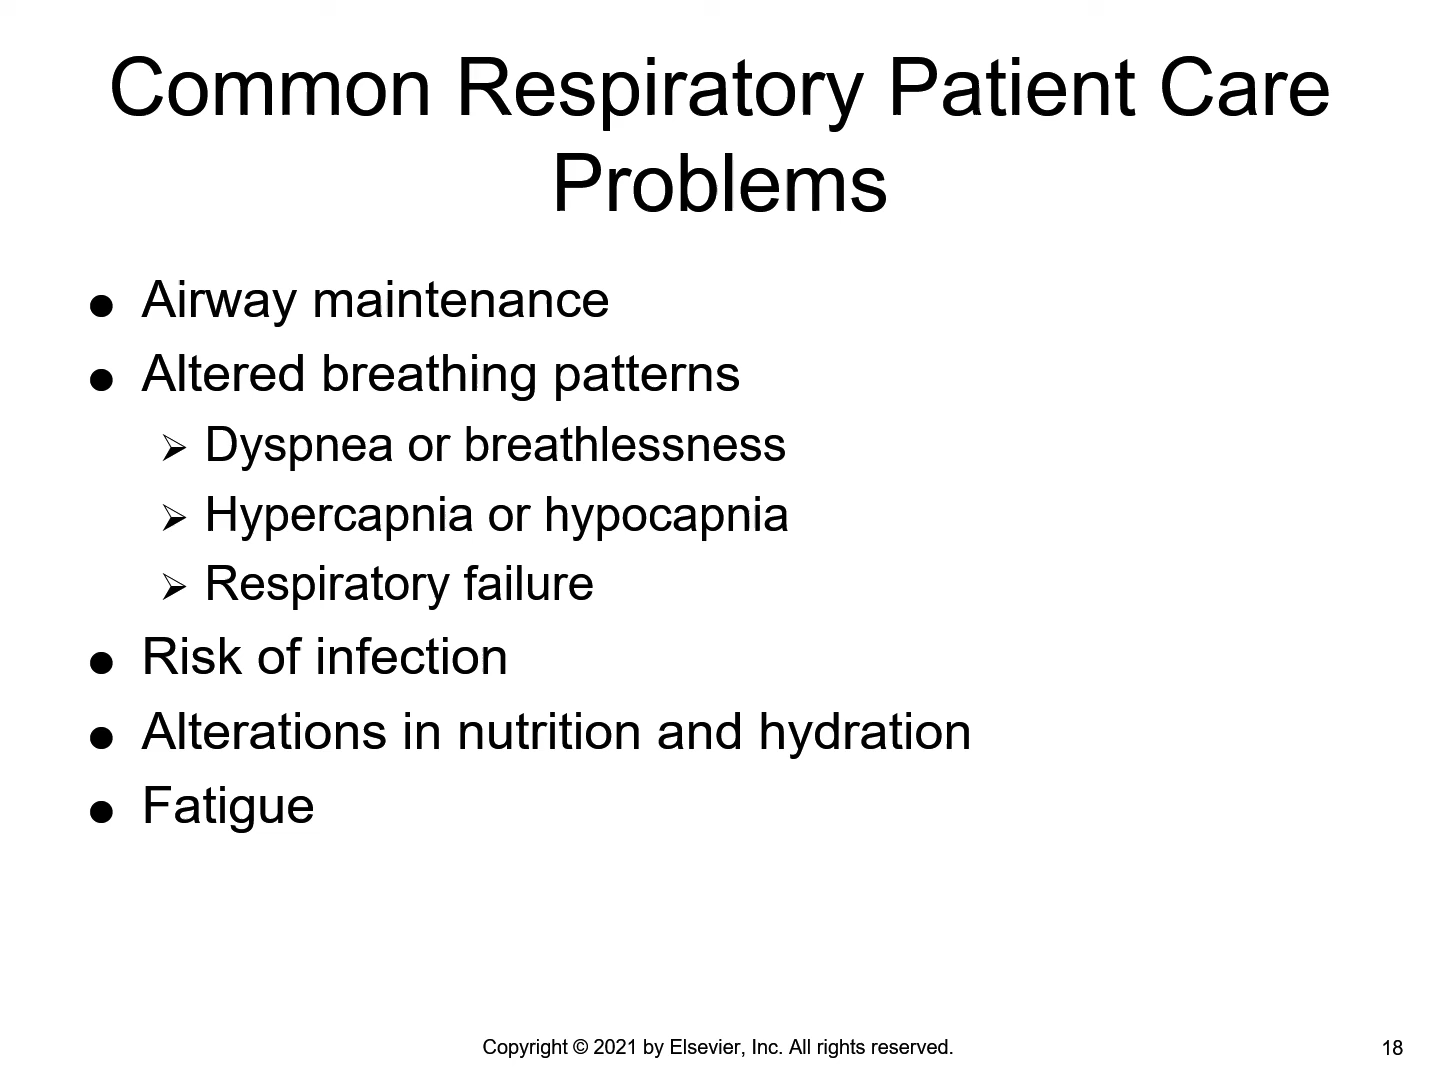 Common Respiratory Patient Care
Problems
● Airway maintenance
● Altered breathing patterns
➢ Dyspnea or breathlessness
➢ Hypercapnia or hypocapnia
➢ Respiratory failure
● Risk of infection
● Alterations in nutrition and hydration
● Fatigue
Copyright © 2021 by Elsevier, Inc. All rights reserved.
18